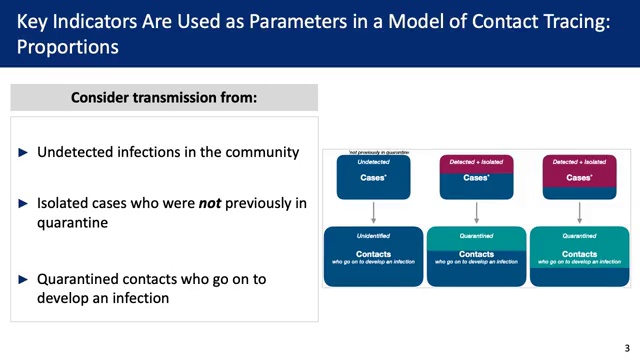 Key Indicators Are Used as Parameters in a Model of Contact Tracing:
Proportions
Consider transmission from:
► Undetected infections in the community
► Isolated cases who were not previously in
quarantine
► Quarantined contacts who go on to
develop an infection
*not previously in quarantine
Undetected
Cases*
Detected + Isolated
Cases*
Detected + Isolated
Cases*
Unidentified
Contacts
who go on to develop an infection
Quarantined
Contacts
who go on to develop an infection
Quarantined
Contacts
who go on to develop an infection
3